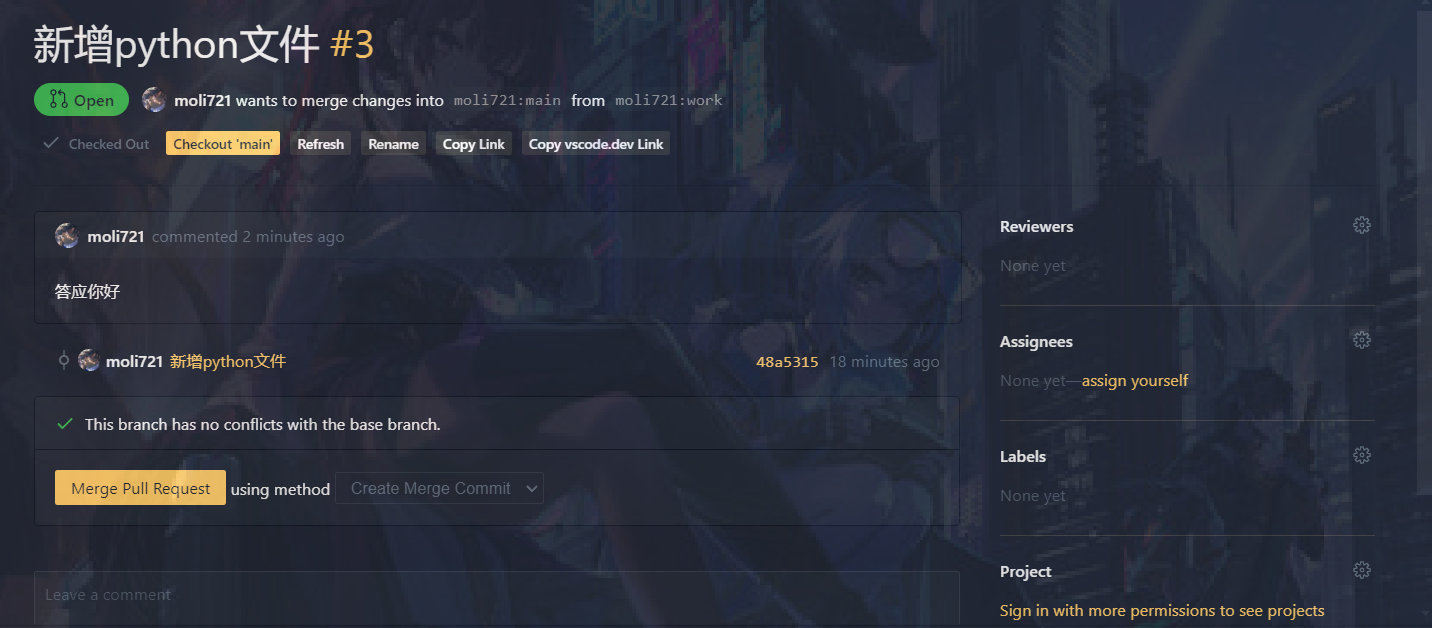 新增python文件 #3
Open moli721 wants to merge changes into moli721:main from moli721:work
Checked Out Checkout 'main' Refresh Rename Copy Link Copy vscode.dev Link
moli721 commented 2 minutes ago
答应你好
moli721 新增python文件 48a5315 18 minutes ago
This branch has no conflicts with the base branch.
Merge Pull Request using method Create Merge Commit
Leave a comment
Reviewers
None yet
Assignees
None yet—assign yourself
Labels
None yet
Project
Sign in with more permissions to see projects